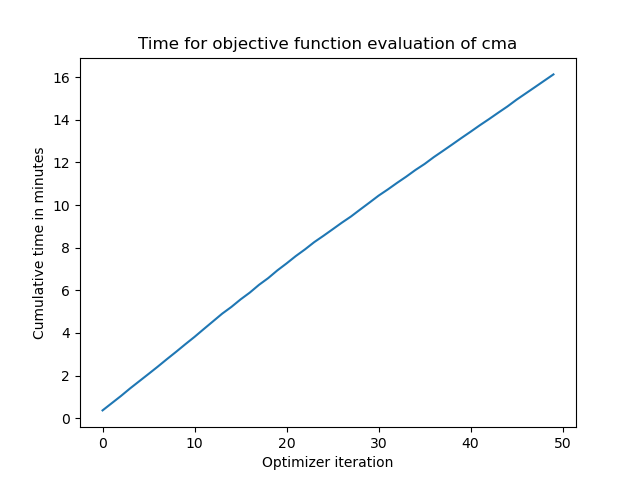 Time for objective function evaluation of cma
Cumulative time in minutes
16
14
12
10
8
6
4
2
0
0 10 20 30 40 50
Optimizer iteration